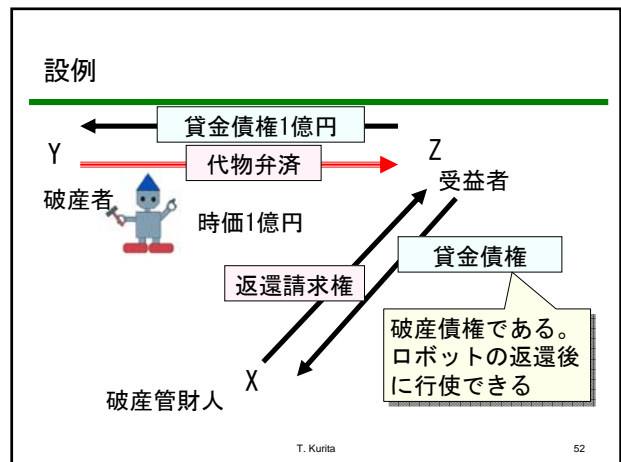 設例
貸金債権1億円
Y
Z
代物弁済
受益者
破産者
時価1億円
貸金債権
返還請求権
破産債権である。
ロボットの返還後
に行使できる
X
破産管財人
T. Kurita
52